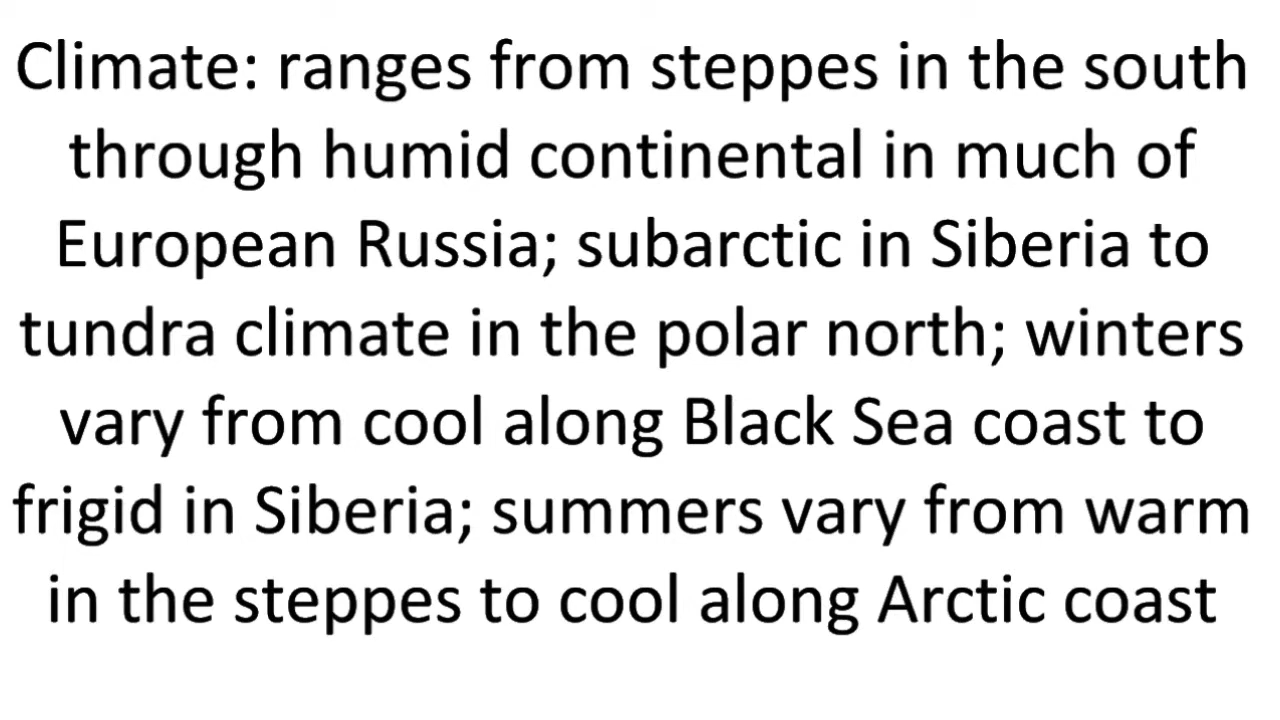 Climate: ranges from steppes in the south
through humid continental in much of
European Russia; subarctic in Siberia to
tundra climate in the polar north; winters
vary from cool along Black Sea coast to
frigid in Siberia; summers vary from warm
in the steppes to cool along Arctic coast